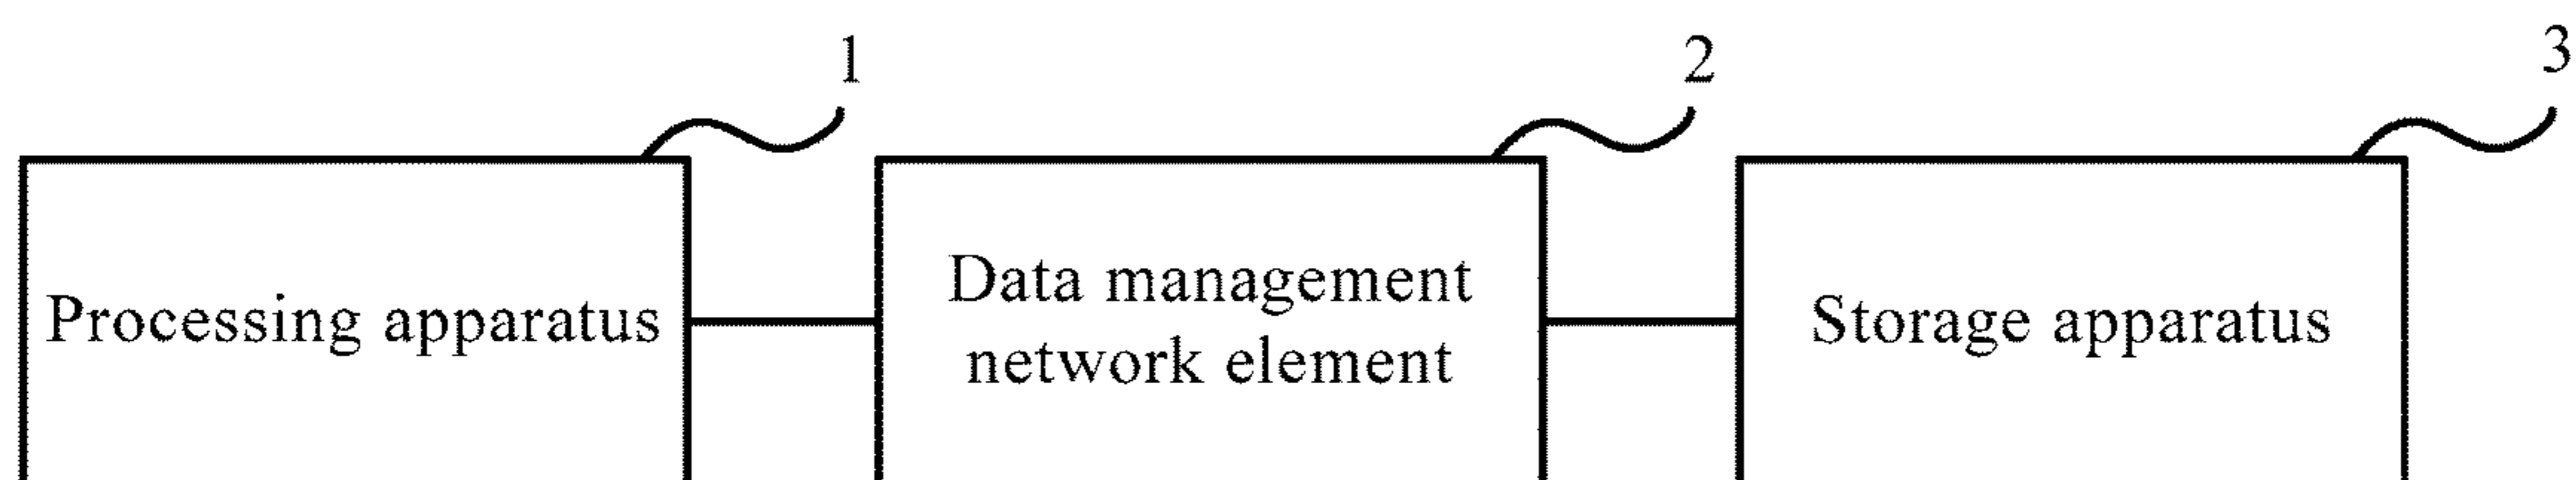 1
2
3
Processing apparatus
Data management
network element
Storage apparatus